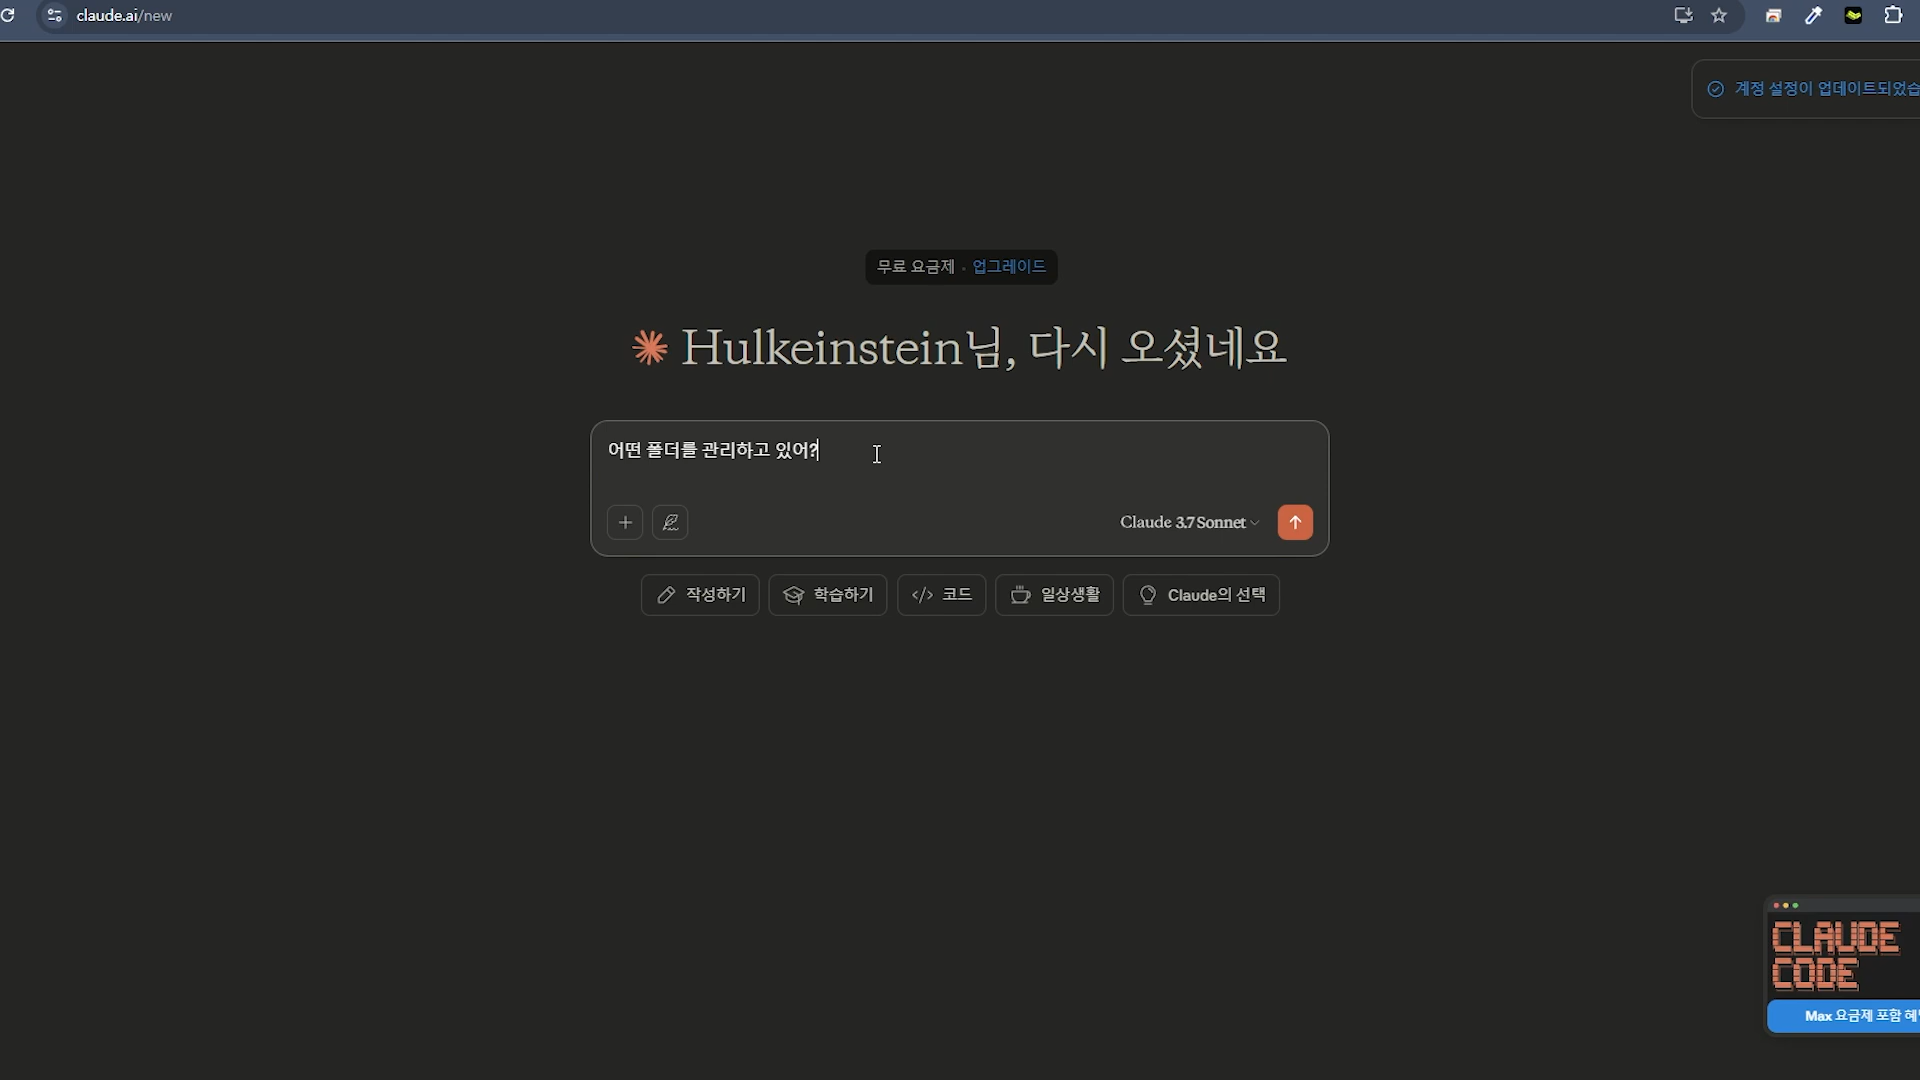 claude.ai/new
계정 설정이 업데이트되었습
무료 요금제 · 업그레이드
Hulkeinstein님, 다시 오셨네요
어떤 폴더를 관리하고 있어?
Claude 3.7 Sonnet
작성하기
학습하기
코드
일상생활
Claude의 선택
CLAUDE
CODE
Max 요금제 포함 혜